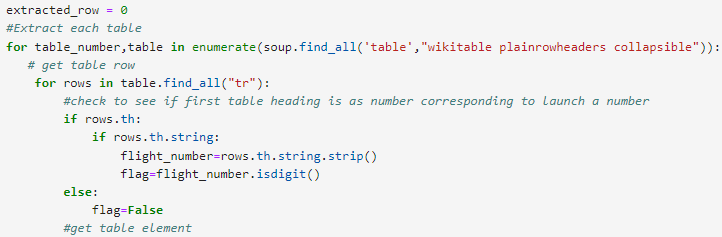 extracted_row = 0
#Extract each table
for table_number,table in enumerate(soup.find_all('table',"wikitable plainrowheaders collapsible")):
   # get table row
    for rows in table.find_all("tr"):
        #check to see if first table heading is as number corresponding to launch a number
        if rows.th:
            if rows.th.string:
                flight_number=rows.th.string.strip()
                flag=flight_number.isdigit()
        else:
            flag=False
        #get table element